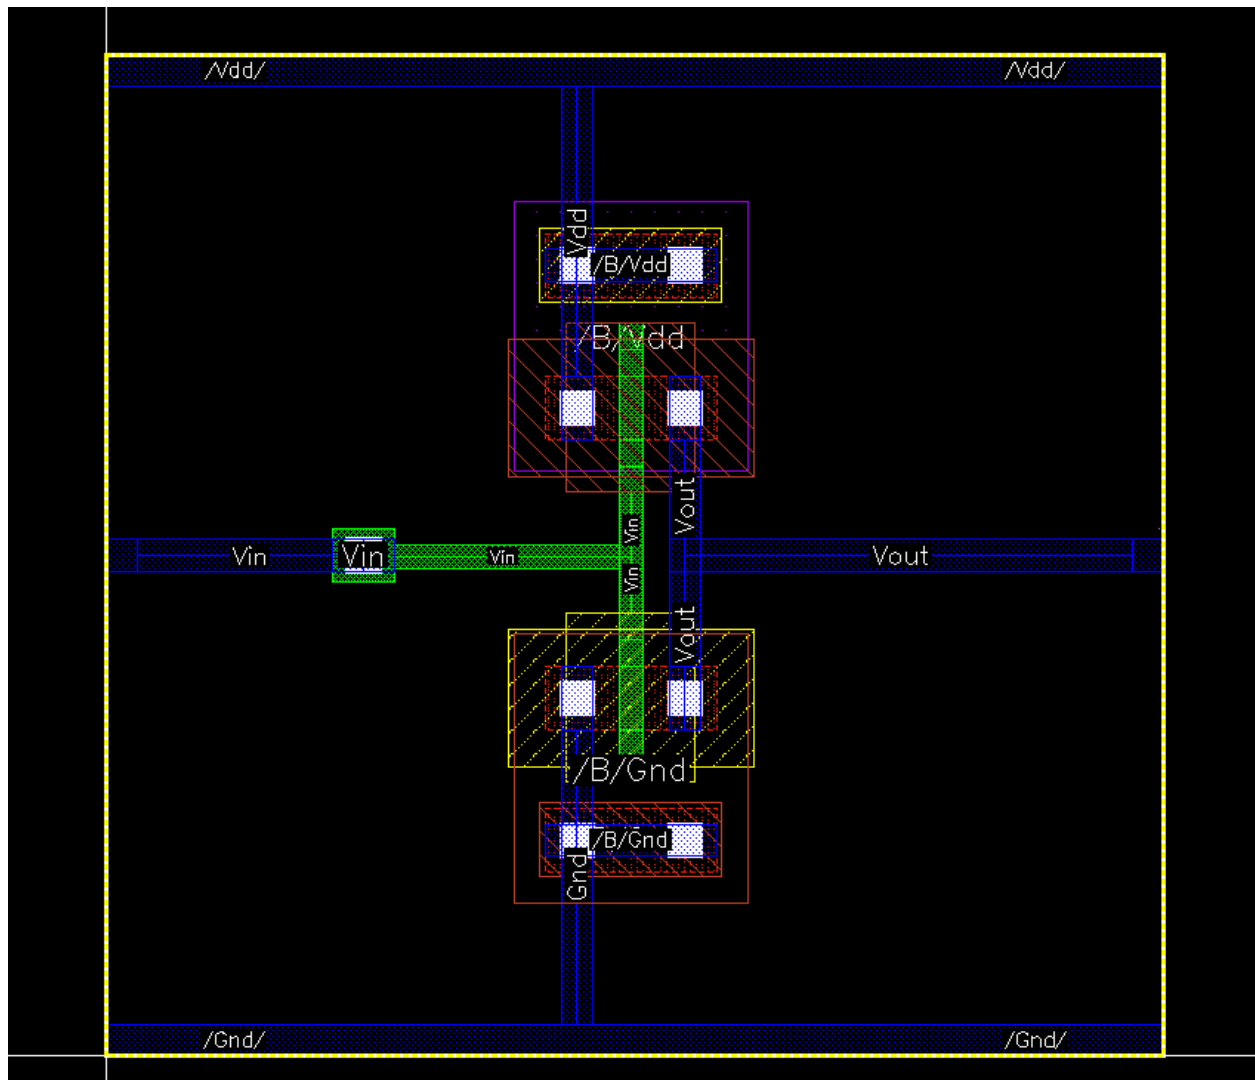 /Vdd/ /Vdd/
Vdd
/B/Vdd
/B/Vdd
Vout
Vin
Vin Vin Vin Vout
Vin
Vout
/B/Gnd
/B/Gnd
Gnd
/Gnd/ /Gnd/